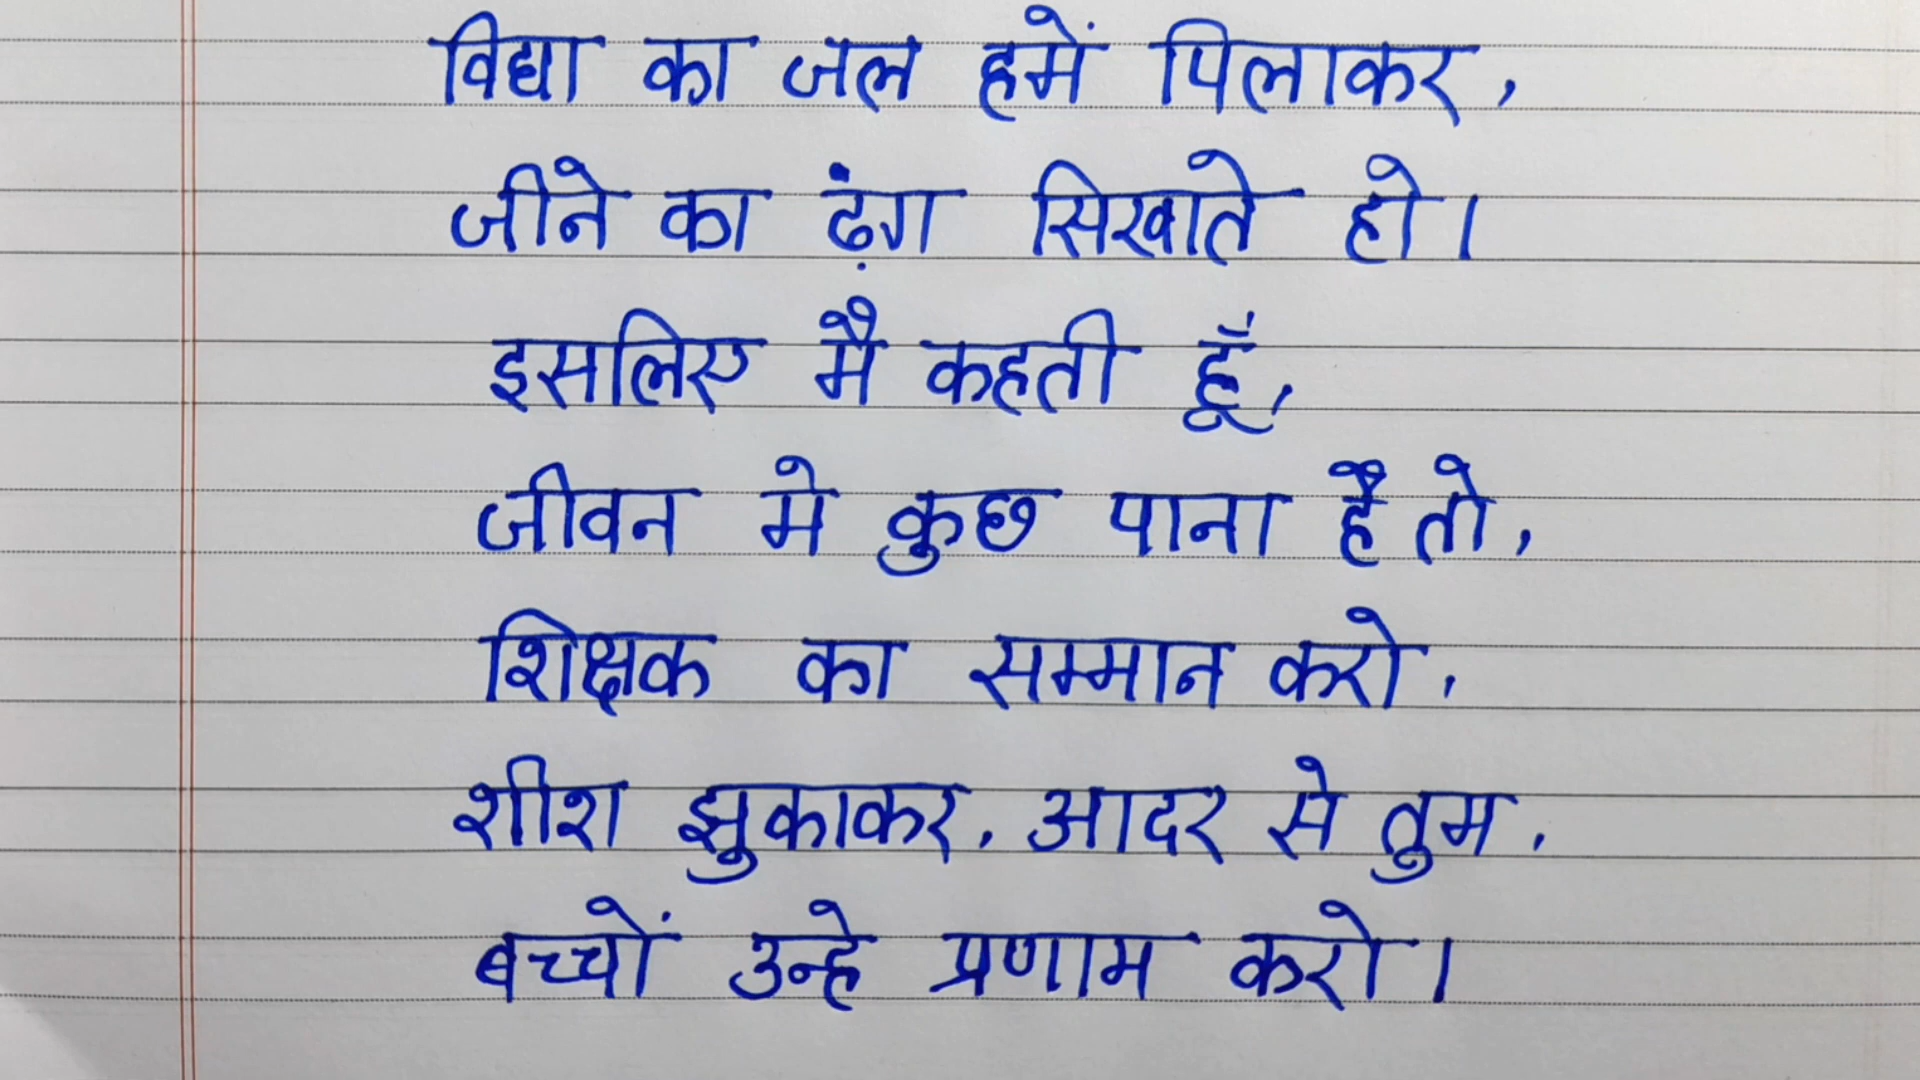 विद्या का जल हमें पिलाकर,
जीने का ढ़ंग सिखाते हो।
इसलिए मै कहती हूँ,
जीवन मे कुछ पाना है तो,
शिक्षक का सम्मान करो,
शीश झुकाकर, आदर से तुम,
बच्चों उन्हे प्रणाम करो।